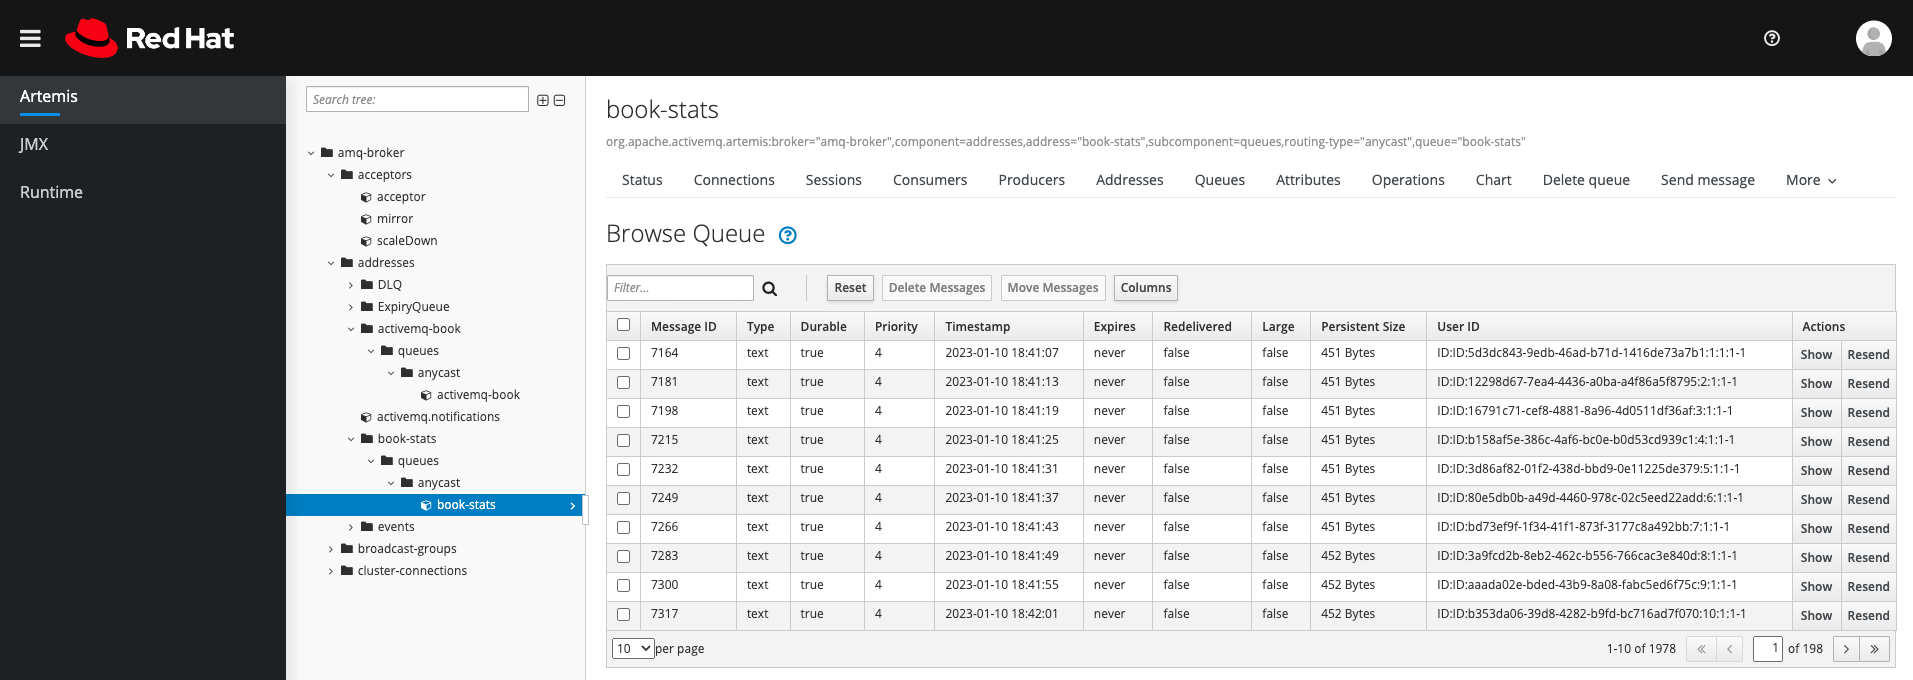 Red Hat
Artemis
JMX
Runtime
Search tree:
amq-broker
acceptors
acceptor
mirror
scaleDown
addresses
DLQ
ExpiryQueue
activemq-book
queues
anycast
activemq-book
activemq.notifications
book-stats
queues
anycast
book-stats
events
broadcast-groups
cluster-connections
book-stats
org.apache.activemq.artemis:broker="amq-broker",component=addresses,address="book-stats",subcomponent=queues,routing-type="anycast",queue="book-stats"
Status Connections Sessions Consumers Producers Addresses Queues Attributes Operations Chart Delete queue Send message More
Browse Queue
Filter... Reset Delete Messages Move Messages Columns
Message ID Type Durable Priority Timestamp Expires Redelivered Large Persistent Size User ID Actions
7164 text true 4 2023-01-10 18:41:07 never false false 451 Bytes ID:ID:5d3dc843-9edb-46ad-b71d-1416de73a7b1:1:1:1-1 Show Resend
7181 text true 4 2023-01-10 18:41:13 never false false 451 Bytes ID:ID:12298d67-7ea4-4436-a0ba-a4f86a5f8795:2:1:1-1 Show Resend
7198 text true 4 2023-01-10 18:41:19 never false false 451 Bytes ID:ID:16791c71-cef8-4881-8a96-4d0511df36af:3:1:1-1 Show Resend
7215 text true 4 2023-01-10 18:41:25 never false false 451 Bytes ID:ID:b158af5e-386c-4af6-bc0e-b0d53cd939c1:4:1:1-1 Show Resend
7232 text true 4 2023-01-10 18:41:31 never false false 451 Bytes ID:ID:3d86af82-01f2-438d-bbd9-0e11225de379:5:1:1-1 Show Resend
7249 text true 4 2023-01-10 18:41:37 never false false 451 Bytes ID:ID:80e5db0b-a49d-4460-978c-02c5eed22add:6:1:1-1 Show Resend
7266 text true 4 2023-01-10 18:41:43 never false false 451 Bytes ID:ID:bd73ef9f-1f34-41f1-873f-3177c8a492bb:7:1:1-1 Show Resend
7283 text true 4 2023-01-10 18:41:49 never false false 452 Bytes ID:ID:3a9fcd2b-8eb2-462c-b556-766cac3e840d:8:1:1-1 Show Resend
7300 text true 4 2023-01-10 18:41:55 never false false 452 Bytes ID:ID:aaada02e-bded-43b9-8a08-fabc5ed6f75c:9:1:1-1 Show Resend
7317 text true 4 2023-01-10 18:42:01 never false false 452 Bytes ID:ID:b353da06-39d8-4282-b9fd-bc716ad7f070:10:1:1-1 Show Resend
10 per page 1-10 of 1978 « ‹ 1 of 198 › »